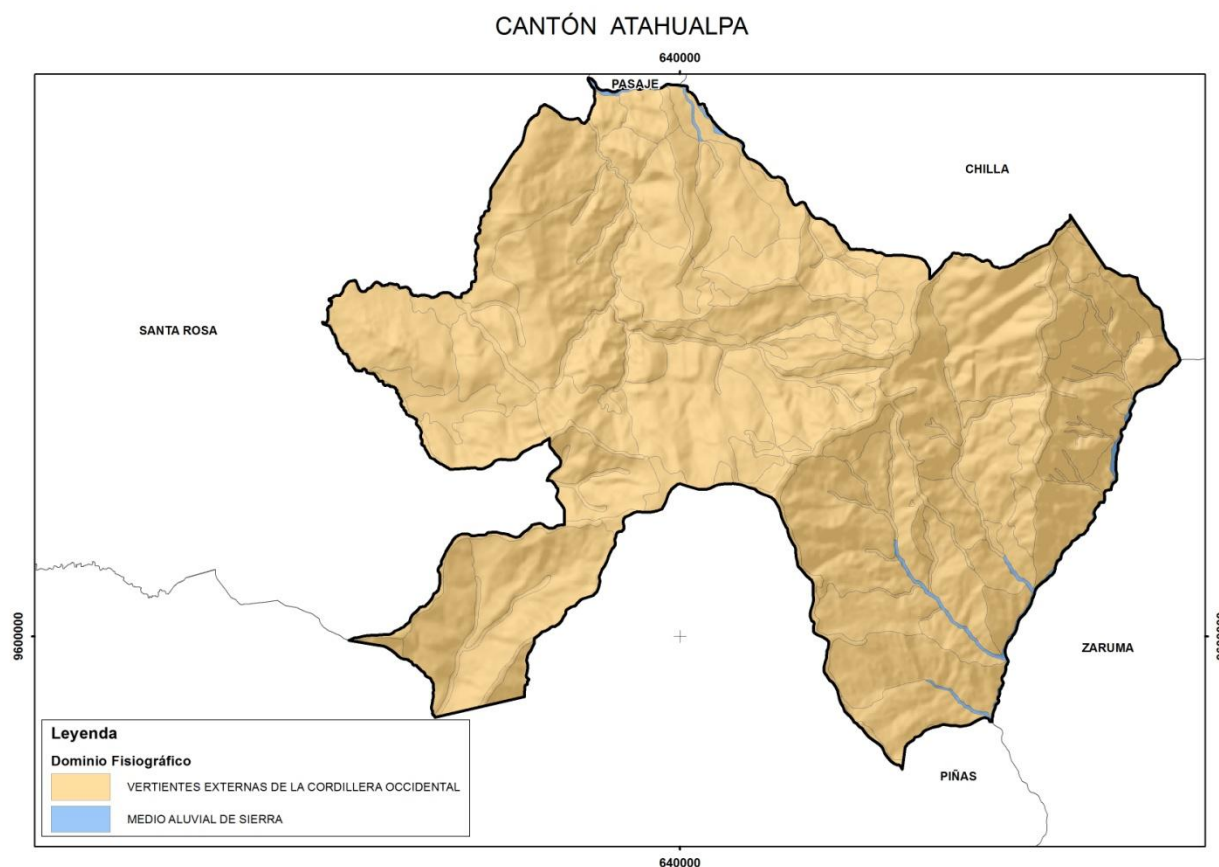 CANTÓN ATAHUALPA
640000
PASAJE
CHILLA
SANTA ROSA
9600000
ZARUMA
PIÑAS
Leyenda
Dominio Fisiográfico
VERTIENTES EXTERNAS DE LA CORDILLERA OCCIDENTAL
MEDIO ALUVIAL DE SIERRA
640000